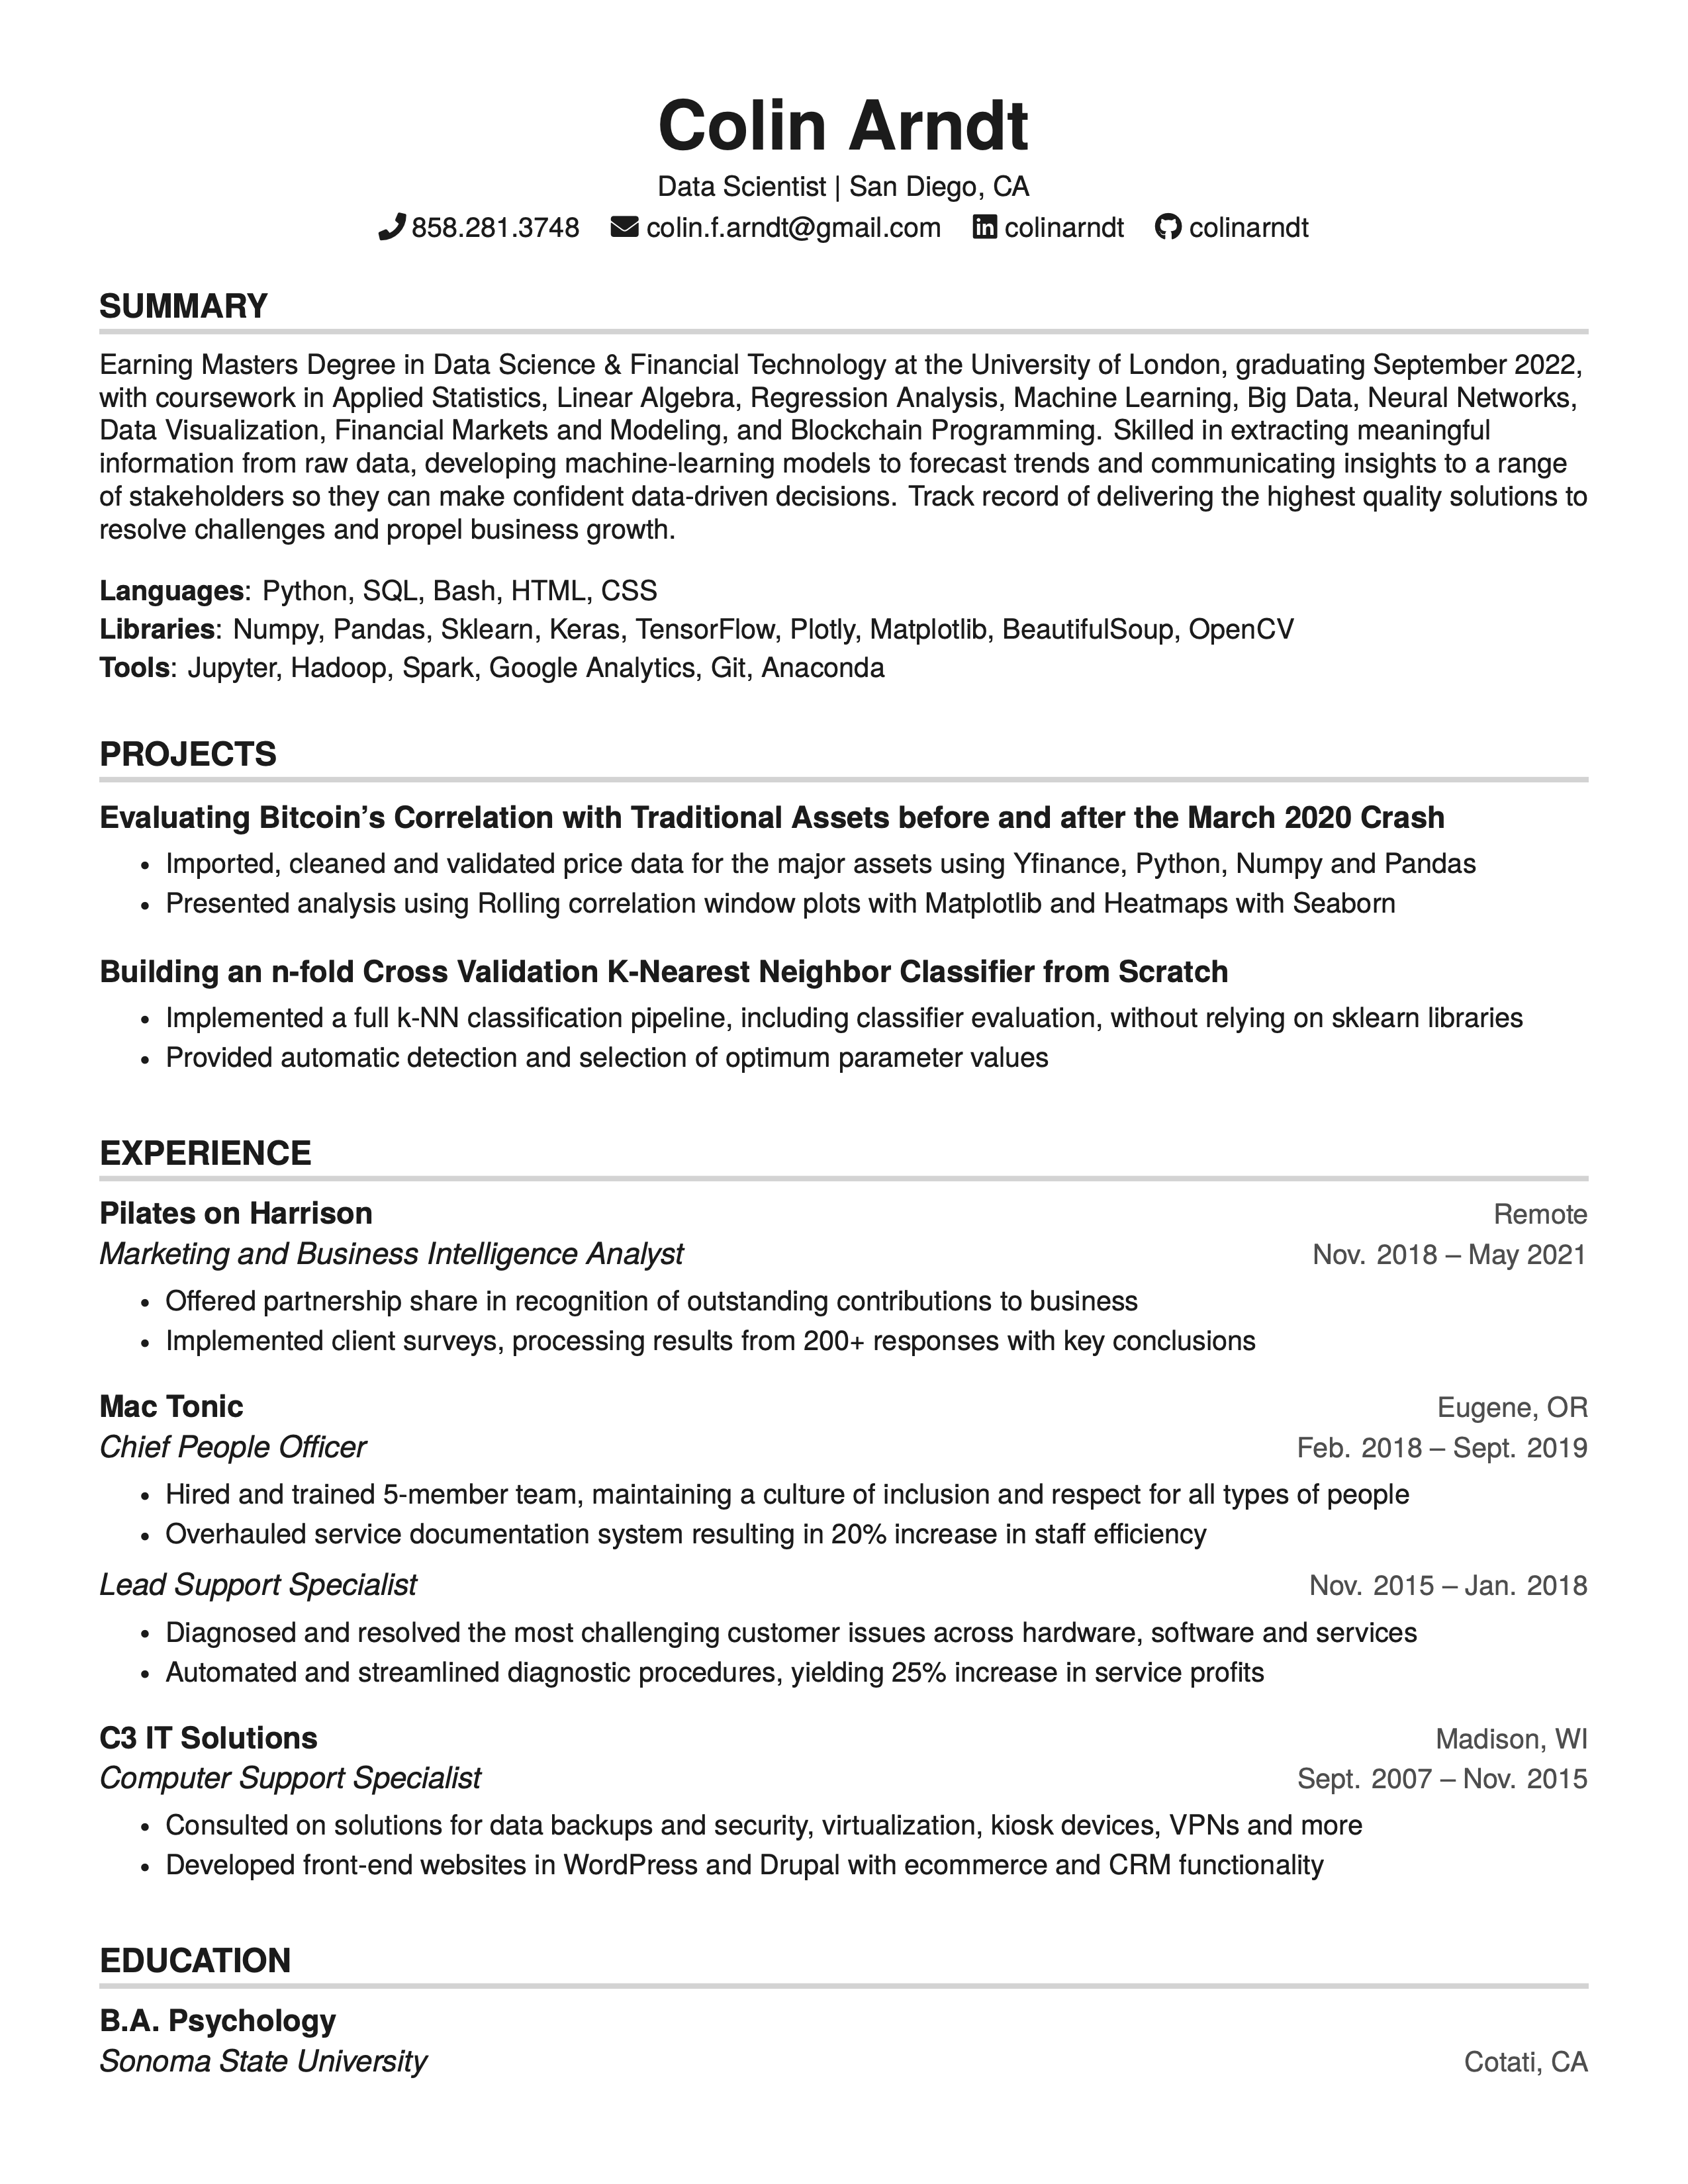 Colin Arndt
Data Scientist | San Diego, CA
858.281.3748 colin.f.arndt@gmail.com colinarndt colinarndt
SUMMARY
Earning Masters Degree in Data Science & Financial Technology at the University of London, graduating September 2022,
with coursework in Applied Statistics, Linear Algebra, Regression Analysis, Machine Learning, Big Data, Neural Networks,
Data Visualization, Financial Markets and Modeling, and Blockchain Programming. Skilled in extracting meaningful
information from raw data, developing machine-learning models to forecast trends and communicating insights to a range
of stakeholders so they can make confident data-driven decisions. Track record of delivering the highest quality solutions to
resolve challenges and propel business growth.
Languages: Python, SQL, Bash, HTML, CSS
Libraries: Numpy, Pandas, Sklearn, Keras, TensorFlow, Plotly, Matplotlib, BeautifulSoup, OpenCV
Tools: Jupyter, Hadoop, Spark, Google Analytics, Git, Anaconda
PROJECTS
Evaluating Bitcoin’s Correlation with Traditional Assets before and after the March 2020 Crash
• Imported, cleaned and validated price data for the major assets using Yfinance, Python, Numpy and Pandas
• Presented analysis using Rolling correlation window plots with Matplotlib and Heatmaps with Seaborn
Building an n-fold Cross Validation K-Nearest Neighbor Classifier from Scratch
• Implemented a full k-NN classification pipeline, including classifier evaluation, without relying on sklearn libraries
• Provided automatic detection and selection of optimum parameter values
EXPERIENCE
Pilates on Harrison Remote
Marketing and Business Intelligence Analyst Nov. 2018 – May 2021
• Offered partnership share in recognition of outstanding contributions to business
• Implemented client surveys, processing results from 200+ responses with key conclusions
Mac Tonic Eugene, OR
Chief People Officer Feb. 2018 – Sept. 2019
• Hired and trained 5-member team, maintaining a culture of inclusion and respect for all types of people
• Overhauled service documentation system resulting in 20% increase in staff efficiency
Lead Support Specialist Nov. 2015 – Jan. 2018
• Diagnosed and resolved the most challenging customer issues across hardware, software and services
• Automated and streamlined diagnostic procedures, yielding 25% increase in service profits
C3 IT Solutions Madison, WI
Computer Support Specialist Sept. 2007 – Nov. 2015
• Consulted on solutions for data backups and security, virtualization, kiosk devices, VPNs and more
• Developed front-end websites in WordPress and Drupal with ecommerce and CRM functionality
EDUCATION
B.A. Psychology
Sonoma State University Cotati, CA